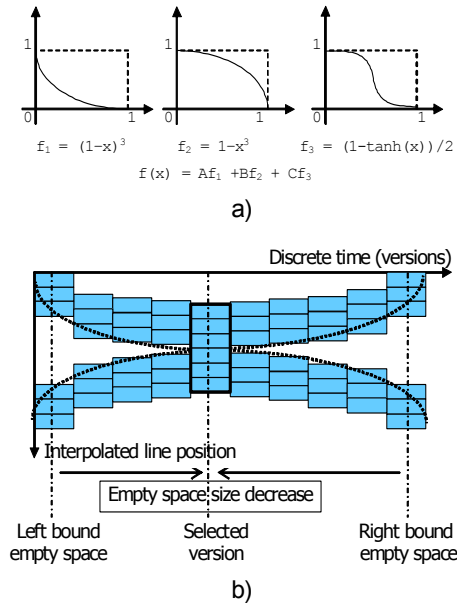 1 1 1
0 1 0 1 0 1
f₁ = (1-x)³ f₂ = 1-x³ f₃ = (1-tanh(x))/2
f(x) = Af₁ +Bf₂ + Cf₃
a)
Discrete time (versions)
Interpolated line position
Empty space size decrease
Left bound Selected Right bound
empty space version empty space
b)